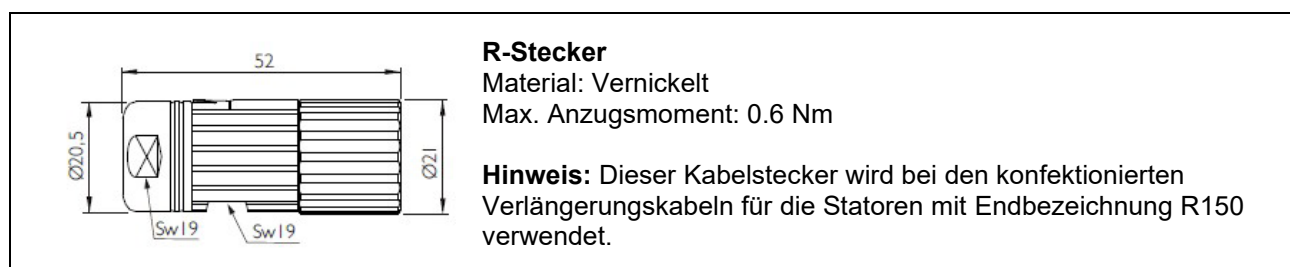 52
Ø20,5
Ø21
Sw19
Sw19
R-Stecker
Material: Vernickelt
Max. Anzugsmoment: 0.6 Nm
Hinweis: Dieser Kabelstecker wird bei den konfektionierten
Verlängerungskabeln für die Statoren mit Endbezeichnung R150
verwendet.